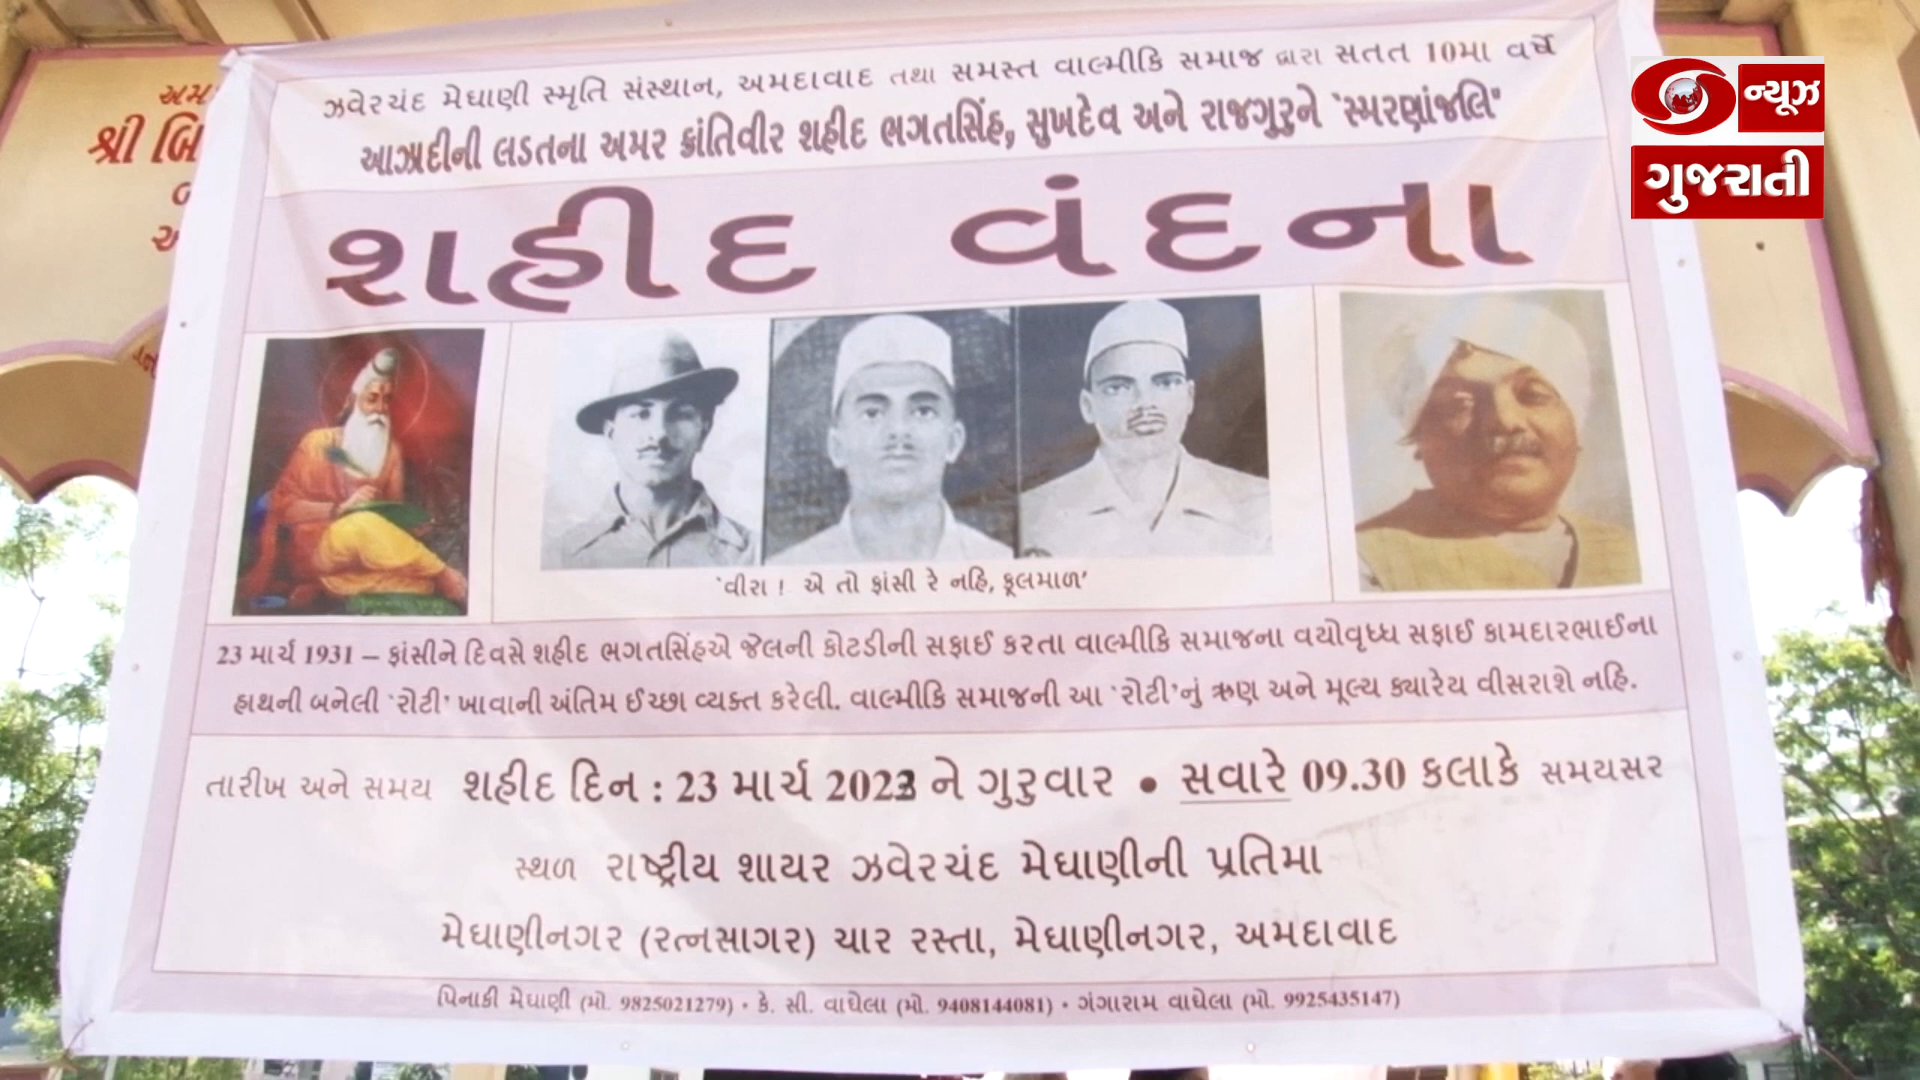 ઝવેરચંદ મેઘાણી સ્મૃતિ સંસ્થાન, અમદાવાદ તથા સમસ્ત વાલ્મીકિ સમાજ દ્વારા સતત 10મા વર્ષે
આઝાદીની લડતના અમર ક્રાંતિવીર શહીદ ભગતસિંહ, સુખદેવ અને રાજગુરુને 'સ્મરણાંજલિ'
શહીદ વંદના
'વીરા ! એ તો ફાંસી રે નહિ, ફૂલમાળ'
23 માર્ચ 1931 – ફાંસીને દિવસે શહીદ ભગતસિંહએ જેલની કોટડીની સફાઈ કરતા વાલ્મીકિ સમાજના વયોવૃધ્ધ સફાઈ કામદારભાઈના
હાથની બનેલી 'રોટી' ખાવાની અંતિમ ઈચ્છા વ્યક્ત કરેલી. વાલ્મીકિ સમાજની આ 'રોટી'નું ઋણ અને મૂલ્ય ક્યારેય વીસરાશે નહિ.
તારીખ અને સમય શહીદ દિન : 23 માર્ચ 2023 ને ગુરુવાર • સવારે 09.30 કલાકે સમયસર
સ્થળ રાષ્ટ્રીય શાયર ઝવેરચંદ મેઘાણીની પ્રતિમા
મેઘાણીનગર (રત્નસાગર) ચાર રસ્તા, મેઘાણીનગર, અમદાવાદ
પિનાકી મેઘાણી (મો. 9825021279) • કે. સી. વાઘેલા (મો. 9408144081) • ગંગારામ વાઘેલા (મો. 9925435147)
શ્રી
ન્યૂઝ
ગુજરાતી